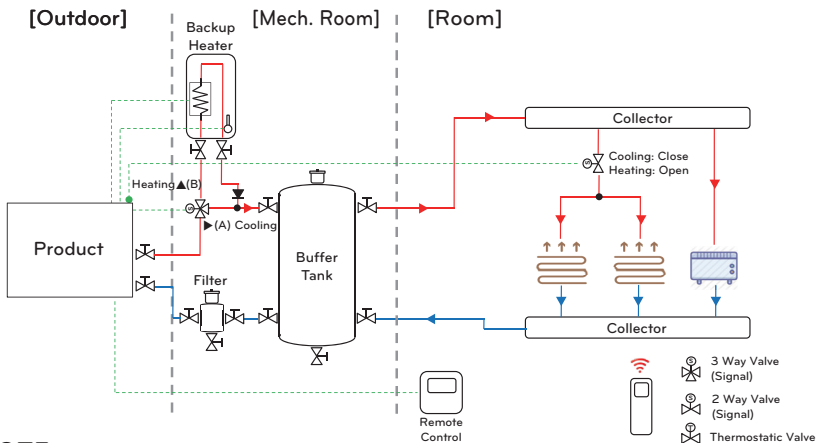 [Outdoor]
[Mech. Room]
[Room]
Backup
Heater
Collector
Cooling: Close
Heating: Open
Heating▲(B)
▶(A) Cooling
Product
Filter
Buffer
Tank
Collector
Remote
Control
S
3 Way Valve
(Signal)
S
2 Way Valve
(Signal)
T
Thermostatic Valve